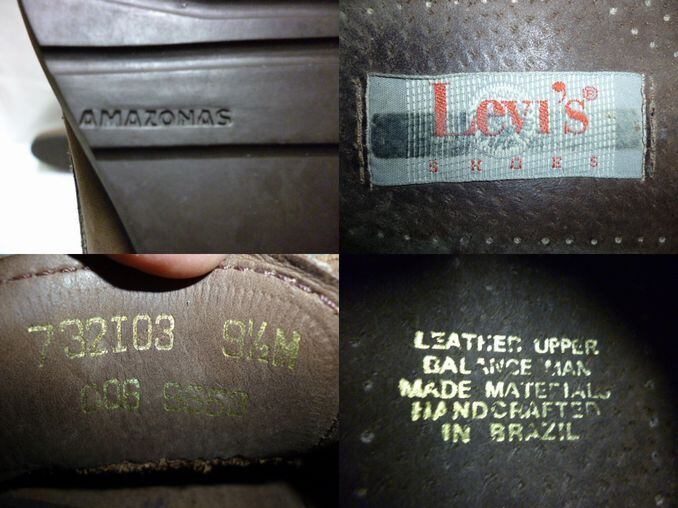 AMAZONAS
Levi's®
SHOES
732I03 9½M
LEATHER UPPER
BALANCE MAN
MADE MATERIALS
HANDCRAFTED
IN BRAZIL